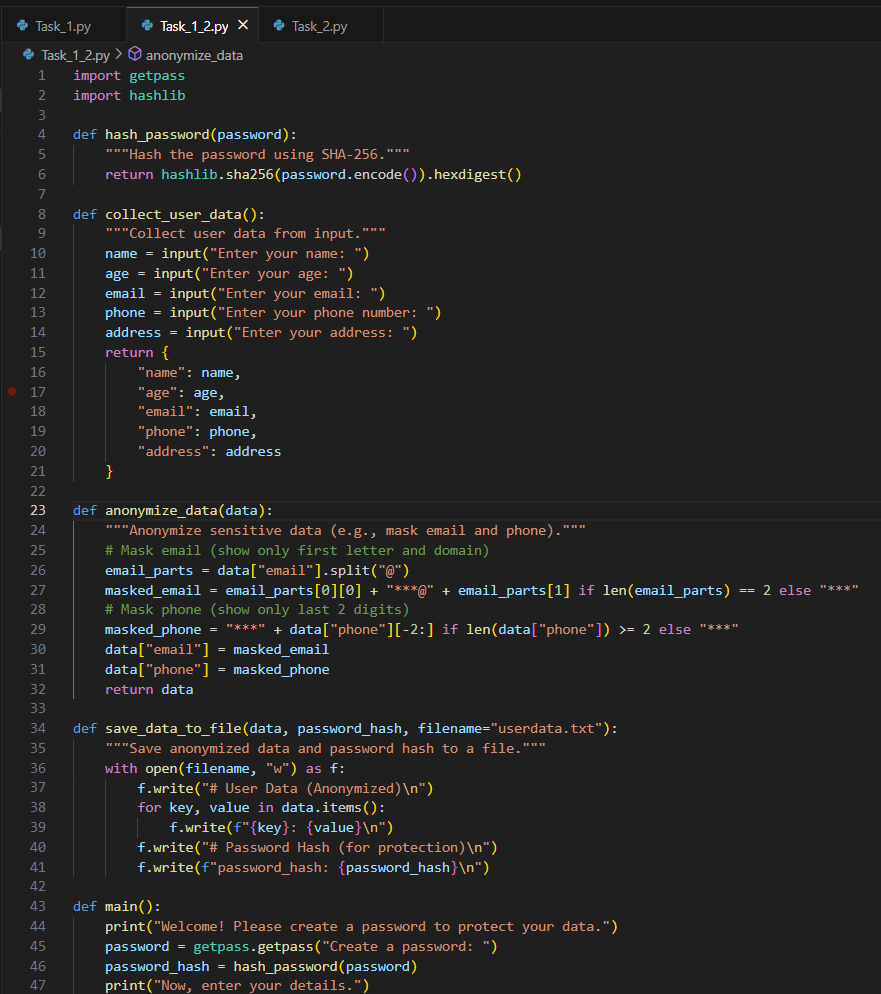 Task_1.py Task_1_2.py × Task_2.py
Task_1_2.py > anonymize_data
1 import getpass
2 import hashlib
3
4 def hash_password(password):
5     """Hash the password using SHA-256."""
6     return hashlib.sha256(password.encode()).hexdigest()
7
8 def collect_user_data():
9     """Collect user data from input."""
10     name = input("Enter your name: ")
11     age = input("Enter your age: ")
12     email = input("Enter your email: ")
13     phone = input("Enter your phone number: ")
14     address = input("Enter your address: ")
15     return {
16         "name": name,
17         "age": age,
18         "email": email,
19         "phone": phone,
20         "address": address
21     }
22
23 def anonymize_data(data):
24     """Anonymize sensitive data (e.g., mask email and phone)."""
25     # Mask email (show only first letter and domain)
26     email_parts = data["email"].split("@")
27     masked_email = email_parts[0][0] + "***@" + email_parts[1] if len(email_parts) == 2 else "***"
28     # Mask phone (show only last 2 digits)
29     masked_phone = "***" + data["phone"][-2:] if len(data["phone"]) >= 2 else "***"
30     data["email"] = masked_email
31     data["phone"] = masked_phone
32     return data
33
34 def save_data_to_file(data, password_hash, filename="userdata.txt"):
35     """Save anonymized data and password hash to a file."""
36     with open(filename, "w") as f:
37         f.write("# User Data (Anonymized)\n")
38         for key, value in data.items():
39             f.write(f"{key}: {value}\n")
40         f.write("# Password Hash (for protection)\n")
41         f.write(f"password_hash: {password_hash}\n")
42
43 def main():
44     print("Welcome! Please create a password to protect your data.")
45     password = getpass.getpass("Create a password: ")
46     password_hash = hash_password(password)
47     print("Now, enter your details.")